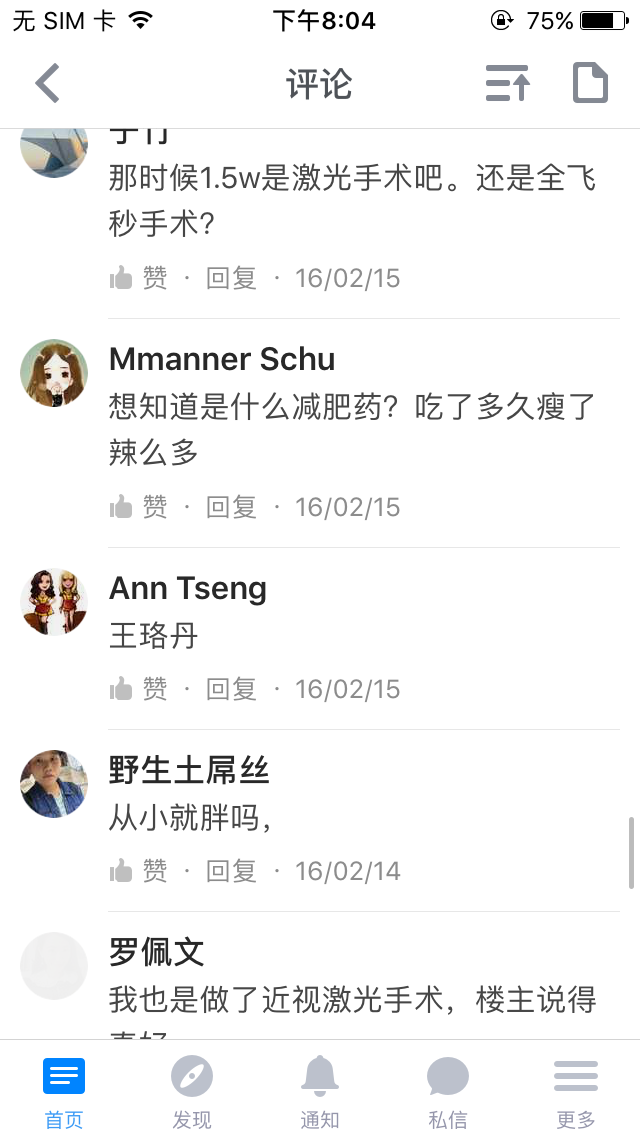 无 SIM 卡
下午8:04
75%
评论
于竹
那时候1.5w是激光手术吧。还是全飞
秒手术?
赞 · 回复 · 16/02/15
Mmanner Schu
想知道是什么减肥药？吃了多久瘦了
辣么多
赞 · 回复 · 16/02/15
Ann Tseng
王珞丹
赞 · 回复 · 16/02/15
野生土屌丝
从小就胖吗,
赞 · 回复 · 16/02/14
罗佩文
我也是做了近视激光手术，楼主说得
真好
首页
发现
通知
私信
更多